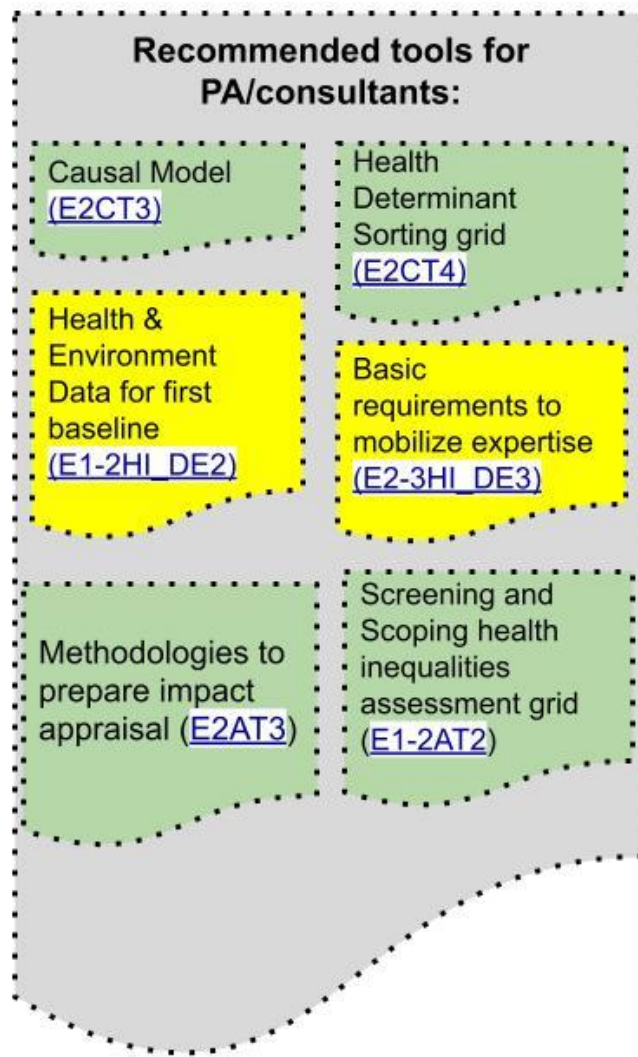 Recommended tools for
PA/consultants:
Causal Model
(E2CT3)
Health
Determinant
Sorting grid
(E2CT4)
Health &
Environment
Data for first
baseline
(E1-2HI_DE2)
Basic
requirements to
mobilize expertise
(E2-3HI_DE3)
Methodologies to
prepare impact
appraisal (E2AT3)
Screening and
Scoping health
inequalities
assessment grid
(E1-2AT2)